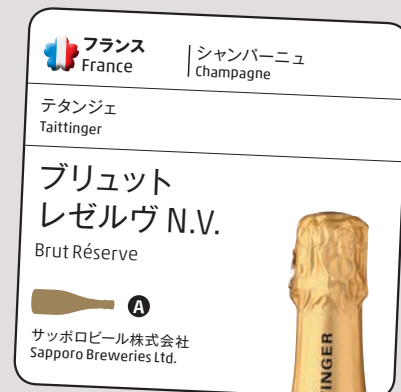 フランス
France
シャンパーニュ
Champagne
テタンジェ
Taittinger
ブリュット
レゼルヴ N.V.
Brut Réserve
A
サッポロビール株式会社
Sapporo Breweries Ltd.
TINGER